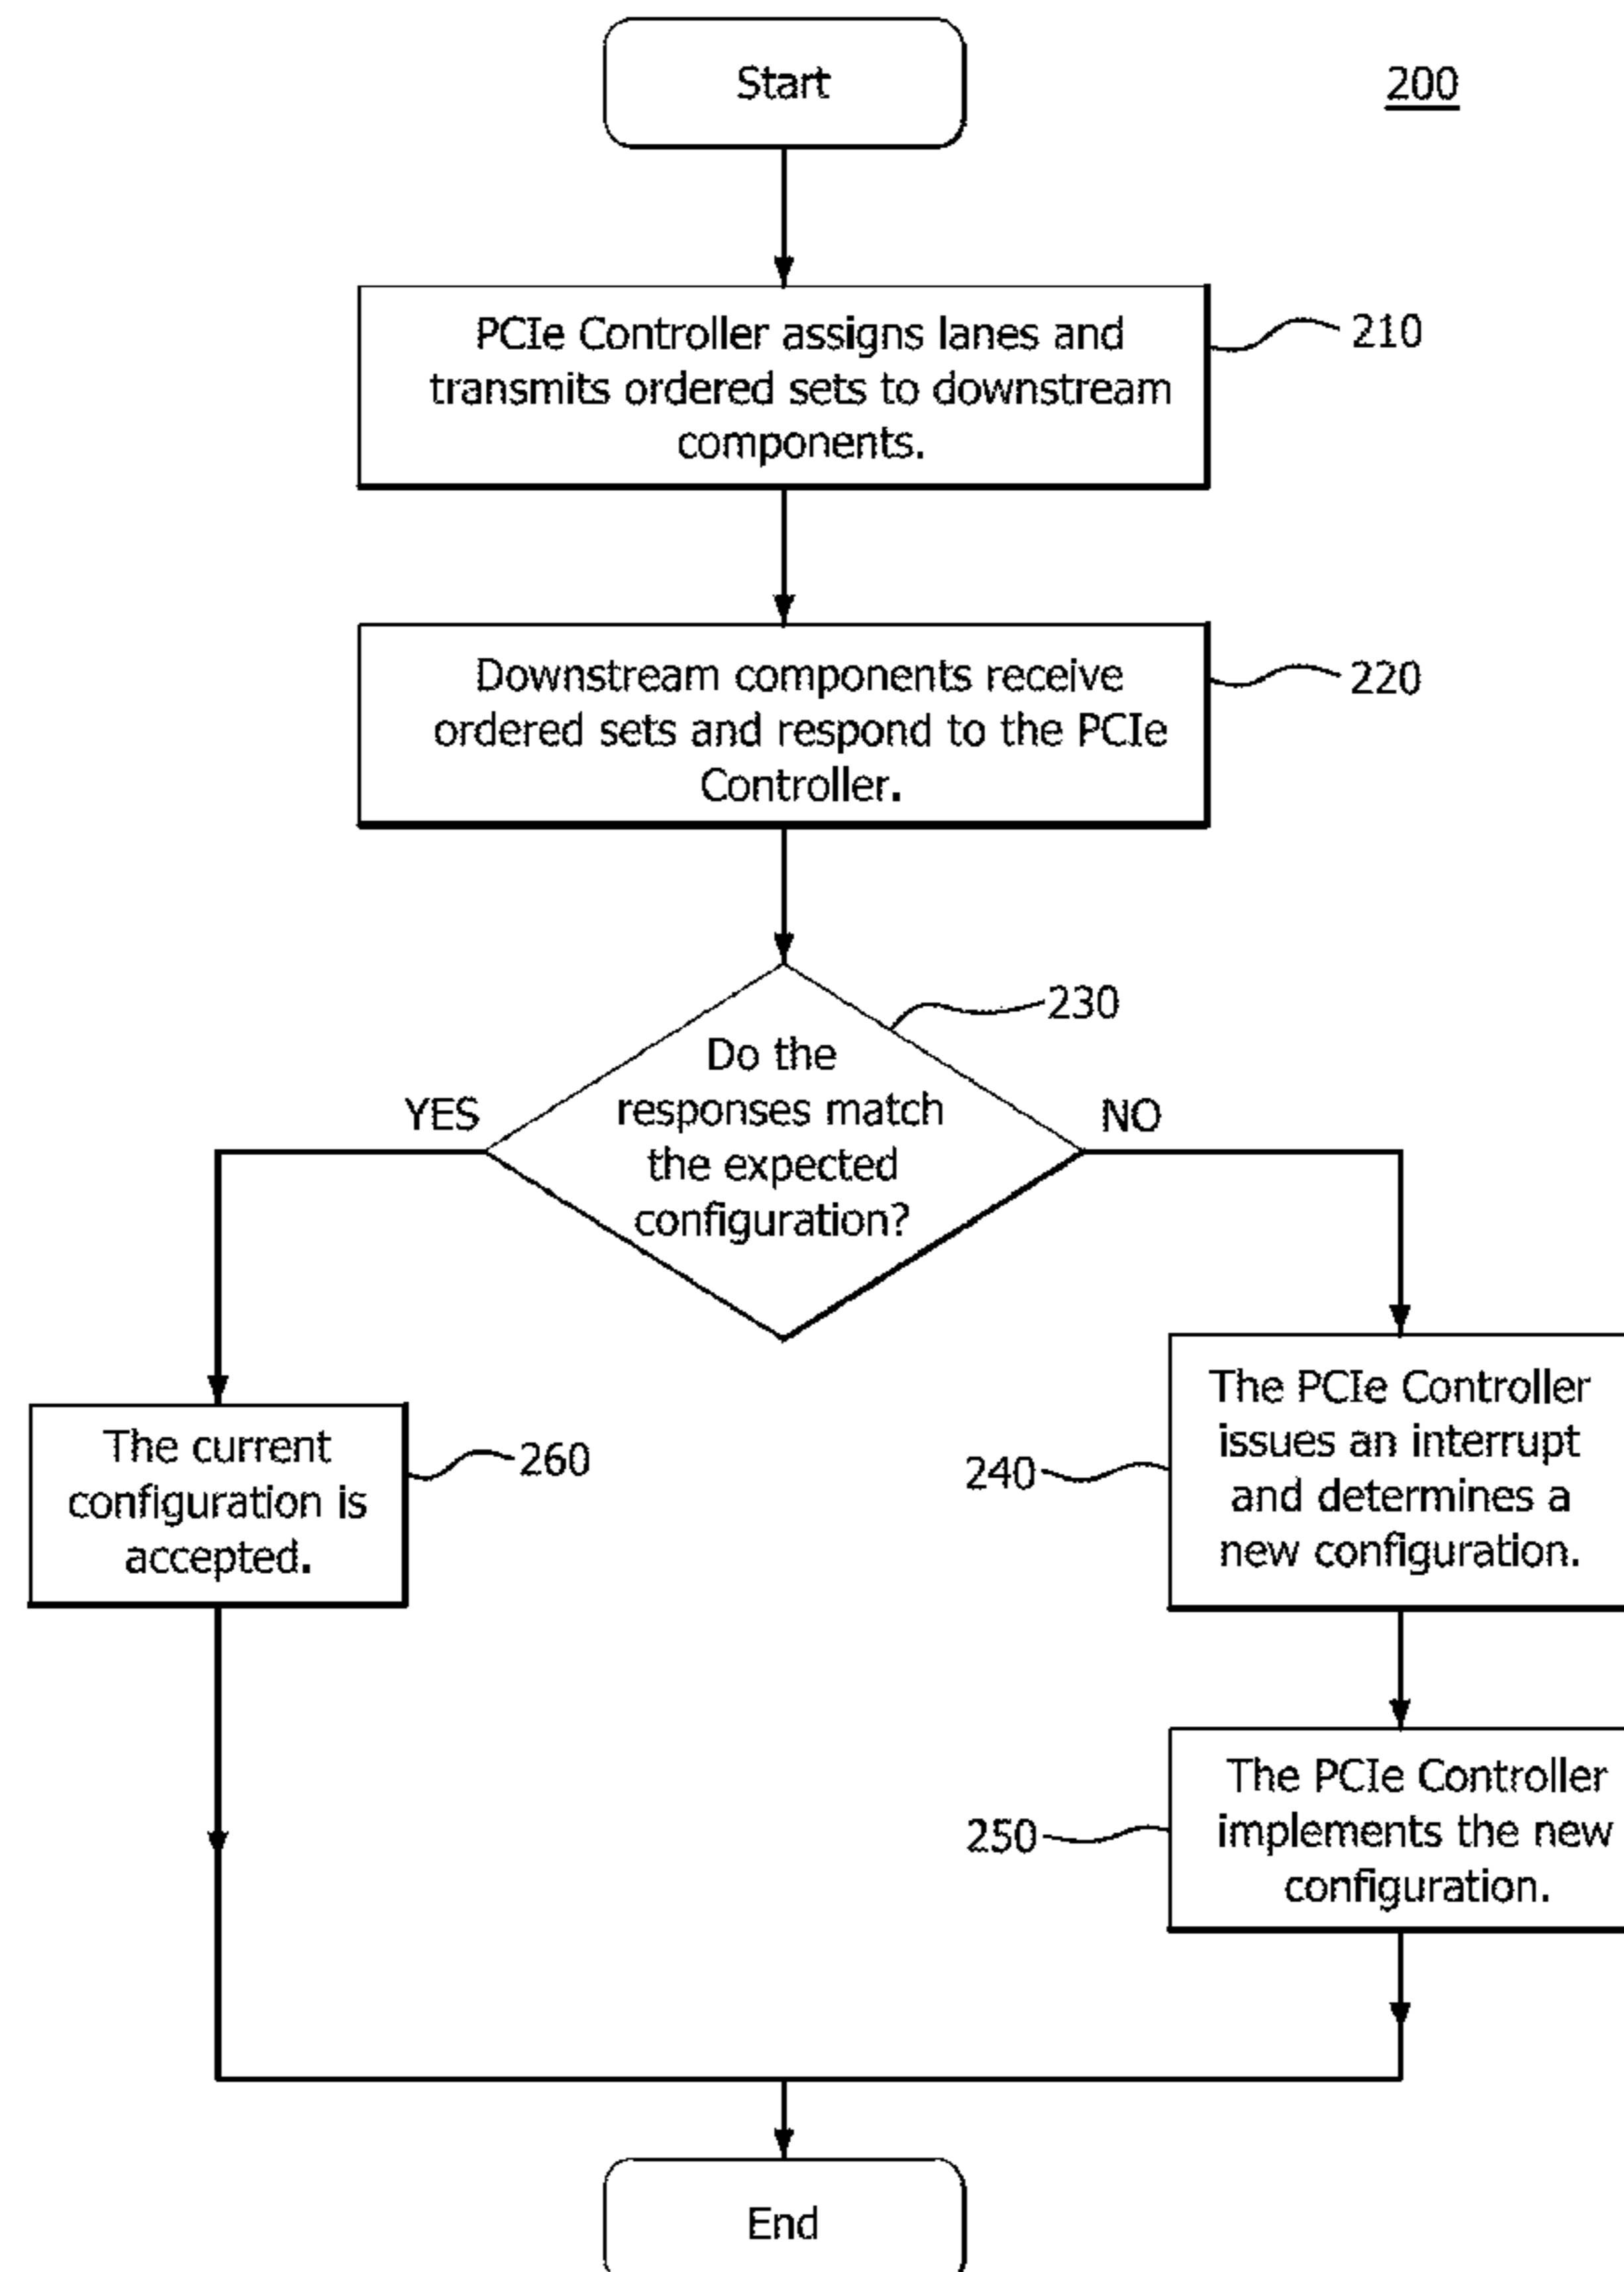 Start
200
PCIe Controller assigns lanes and
transmits ordered sets to downstream
components.
210
Downstream components receive
ordered sets and respond to the PCIe
Controller.
220
230
Do the
responses match
the expected
configuration?
YES
NO
The current
configuration is
accepted.
260
240
The PCIe Controller
issues an interrupt
and determines a
new configuration.
250
The PCIe Controller
implements the new
configuration.
End